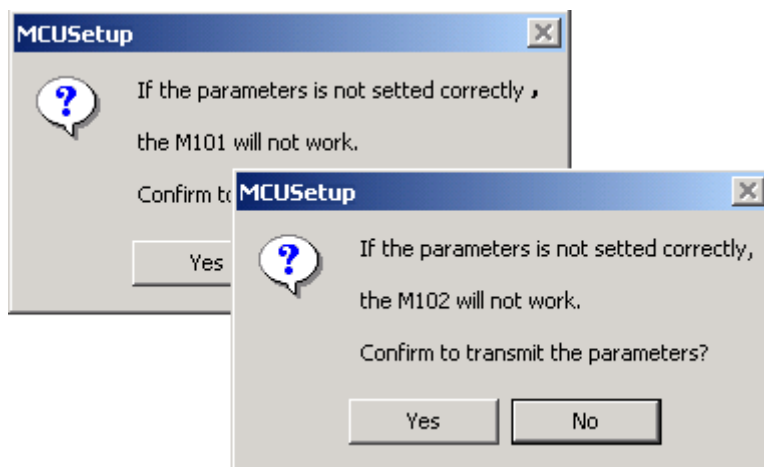 MCUSetup
If the parameters is not setted correctly ,
the M101 will not work.
Confirm to
Yes
MCUSetup
If the parameters is not setted correctly,
the M102 will not work.
Confirm to transmit the parameters?
Yes No